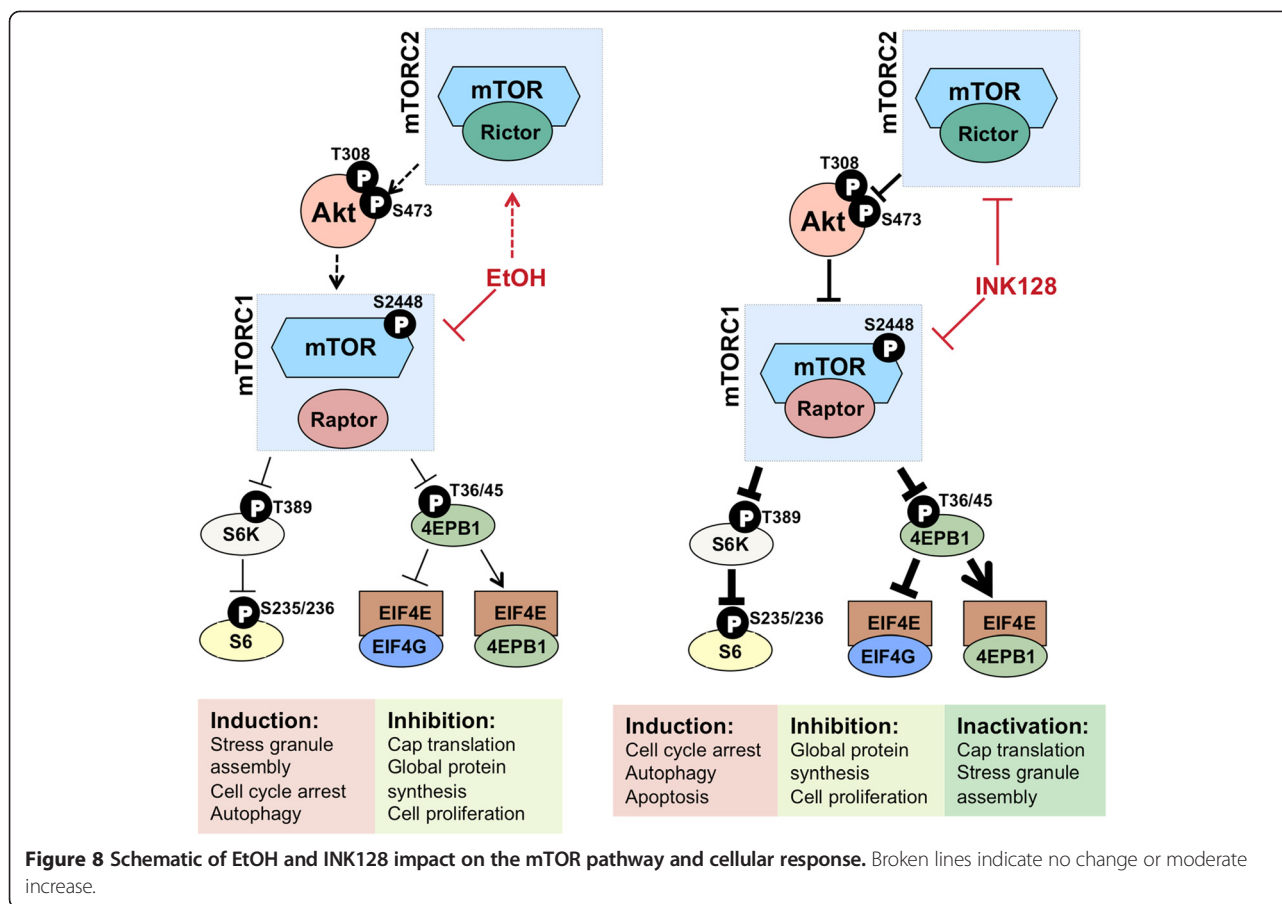 mTORC2
mTOR
Rictor
T308
P
P
Akt
S473
EtOH
mTORC1
S2448
P
mTOR
Raptor
P
T389
S6K
P
T36/45
4EPB1
P
S235/236
S6
EIF4E
EIF4G
EIF4E
4EPB1
Induction:
Stress granule
assembly
Cell cycle arrest
Autophagy
Inhibition:
Cap translation
Global protein
synthesis
Cell proliferation
mTORC2
mTOR
Rictor
T308
P
P
Akt
S473
INK128
mTORC1
S2448
P
mTOR
Raptor
P
T389
S6K
P
T36/45
4EPB1
P
S235/236
S6
EIF4E
EIF4G
EIF4E
4EPB1
Induction:
Cell cycle arrest
Autophagy
Apoptosis
Inhibition:
Global protein
synthesis
Cell proliferation
Inactivation:
Cap translation
Stress granule
assembly
Figure 8 Schematic of EtOH and INK128 impact on the mTOR pathway and cellular response. Broken lines indicate no change or moderate
increase.